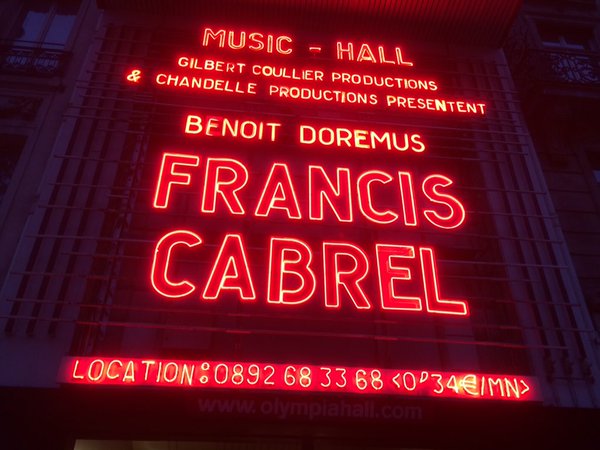 MUSIC - HALL
GILBERT COULLIER PRODUCTIONS
& CHANDELLE PRODUCTIONS PRESENTENT
BENOIT DOREMUS
FRANCIS
CABREL
LOCATION: 0892 68 33 68 <0'34€/MN>
www.olympiahall.com